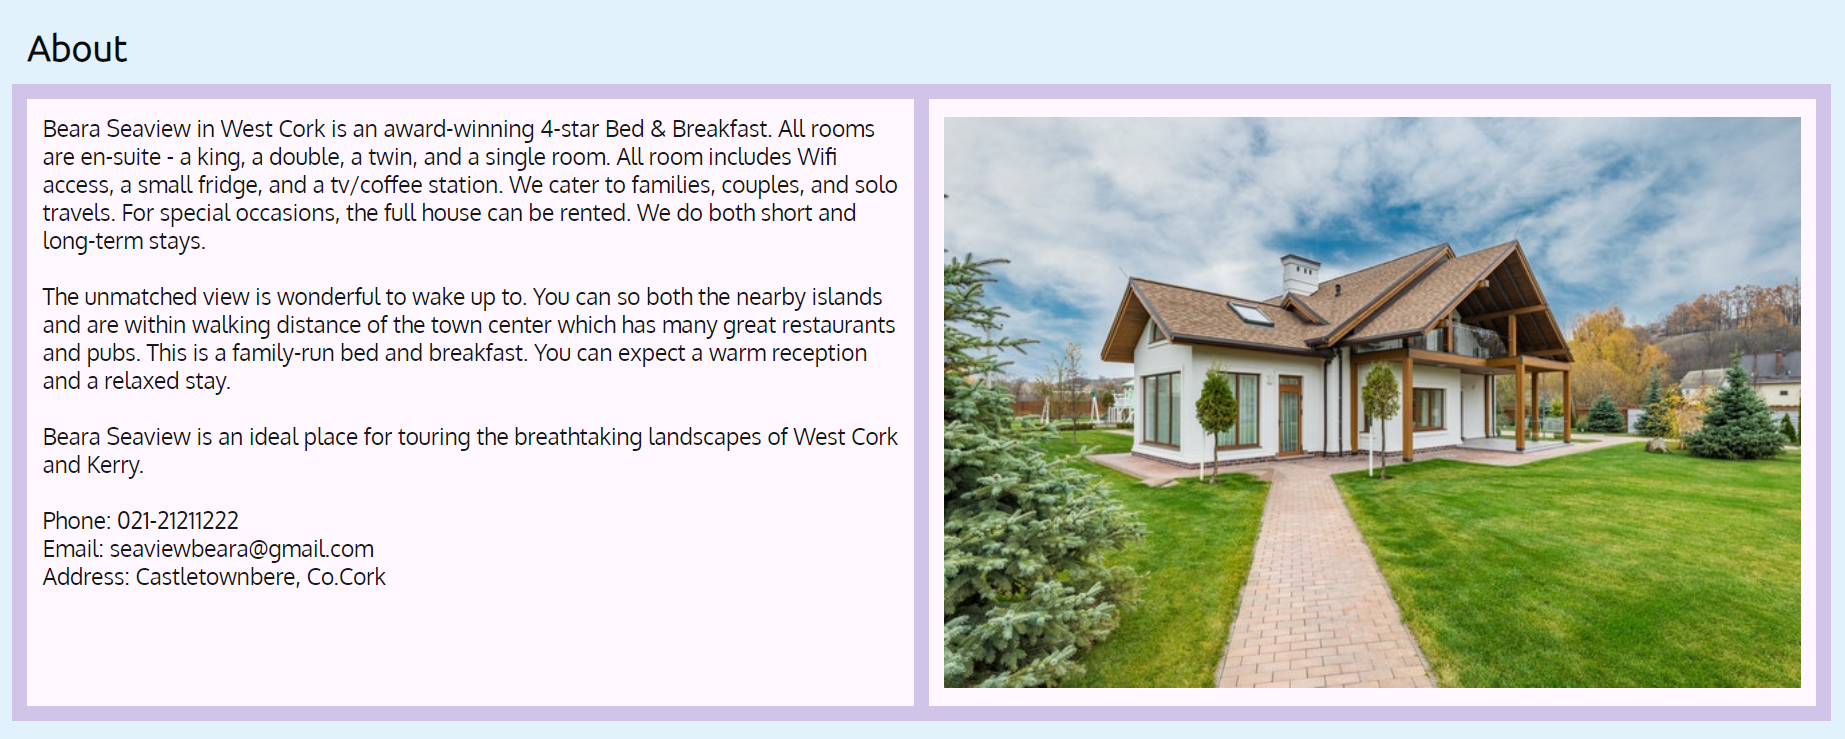 About
Beara Seaview in West Cork is an award-winning 4-star Bed & Breakfast. All rooms
are en-suite - a king, a double, a twin, and a single room. All room includes Wifi
access, a small fridge, and a tv/coffee station. We cater to families, couples, and solo
travels. For special occasions, the full house can be rented. We do both short and
long-term stays.
The unmatched view is wonderful to wake up to. You can so both the nearby islands
and are within walking distance of the town center which has many great restaurants
and pubs. This is a family-run bed and breakfast. You can expect a warm reception
and a relaxed stay.
Beara Seaview is an ideal place for touring the breathtaking landscapes of West Cork
and Kerry.
Phone: 021-21211222
Email: seaviewbeara@gmail.com
Address: Castletownbere, Co.Cork